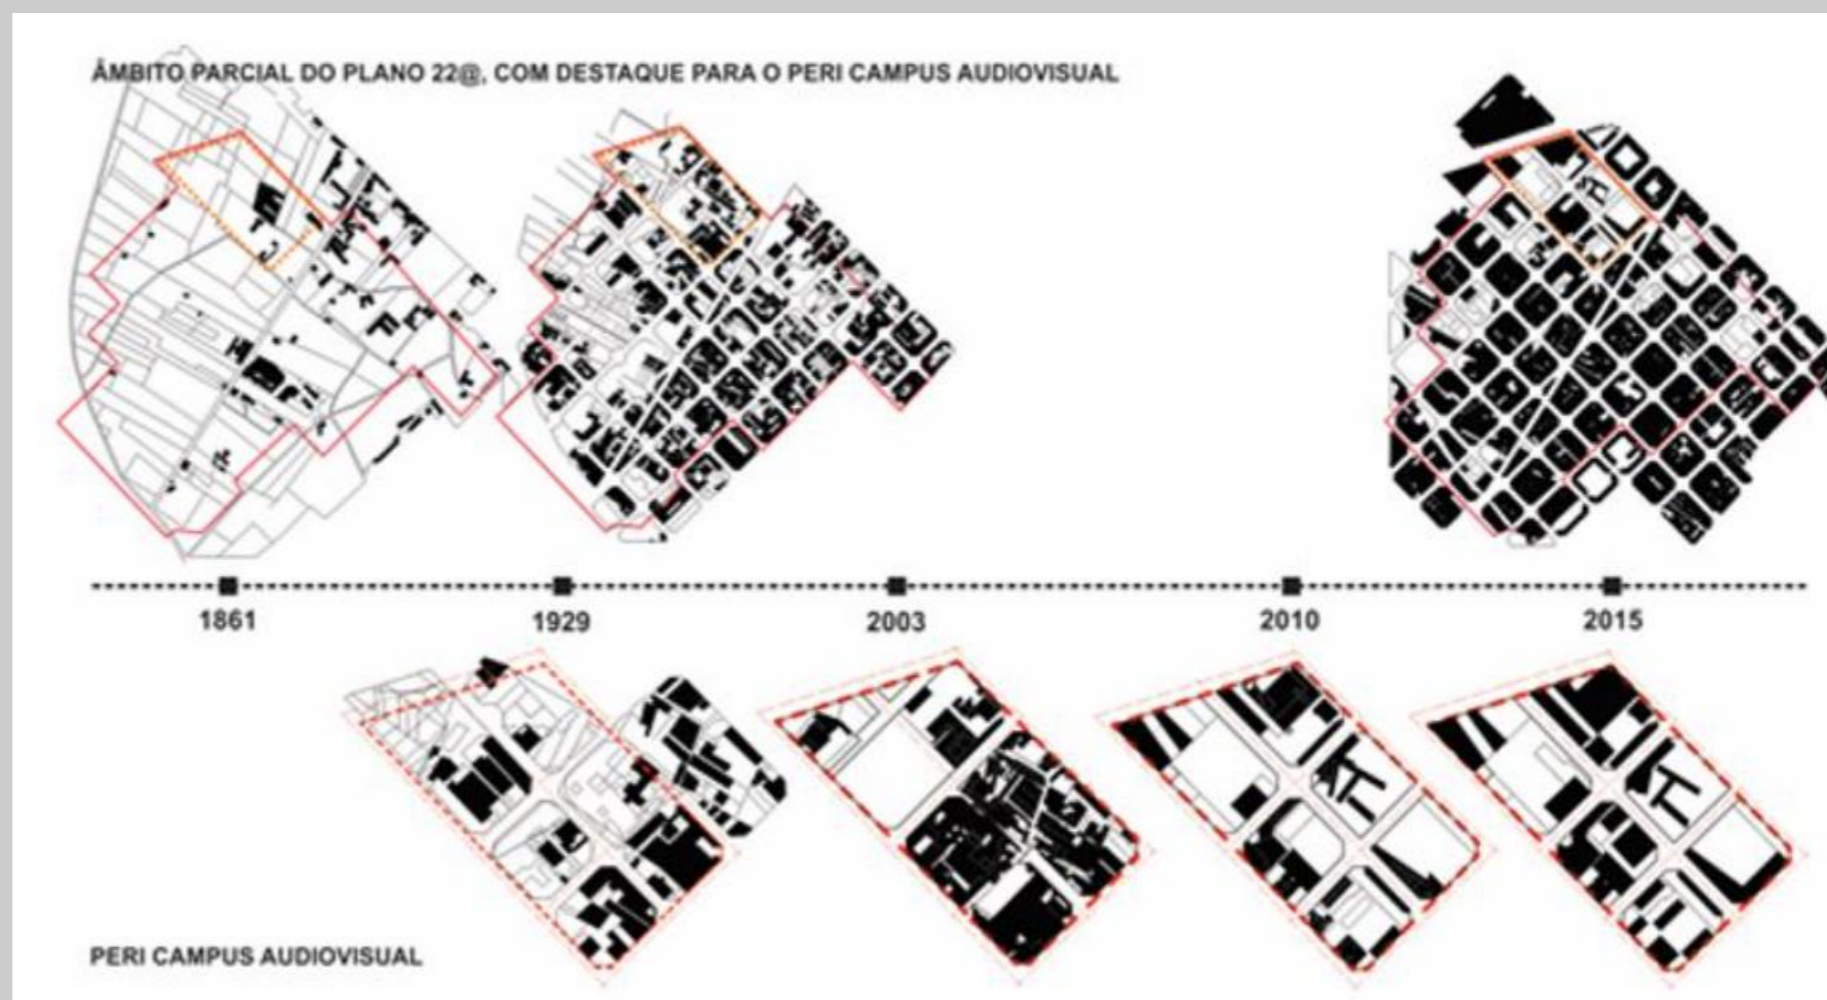 ÂMBITO PARCIAL DO PLANO 22@, COM DESTAQUE PARA O PERI CAMPUS AUDIOVISUAL
1861 1929 2003 2010 2015
PERI CAMPUS AUDIOVISUAL